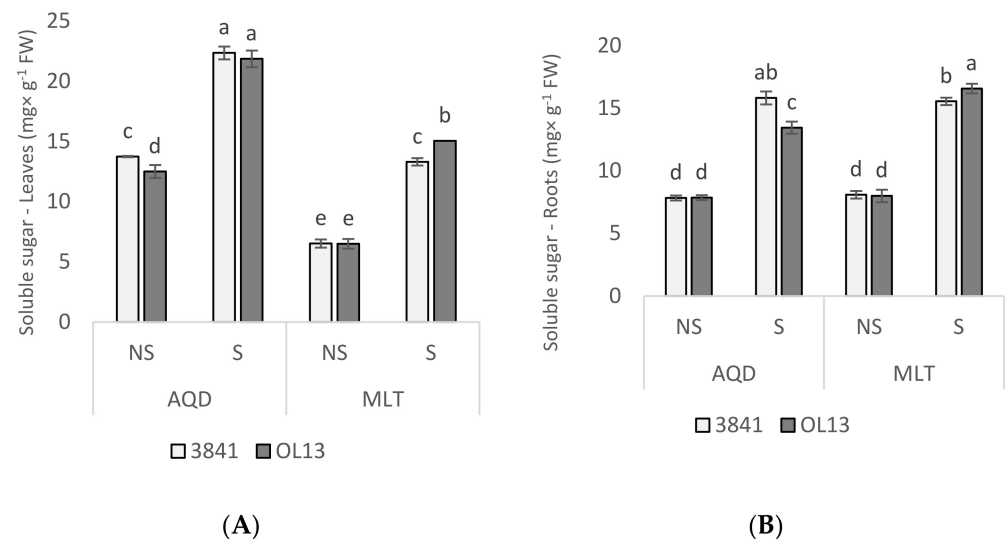 Soluble sugar - Leaves (mg× g⁻¹ FW)
25
20
15
10
5
0
c
d
a
a
e
e
c
b
NS
S
NS
S
AQD
MLT
3841
OL13
(A)
Soluble sugar - Roots (mg× g⁻¹ FW)
20
15
10
5
0
d
d
ab
c
d
d
b
a
NS
S
NS
S
AQD
MLT
3841
OL13
(B)